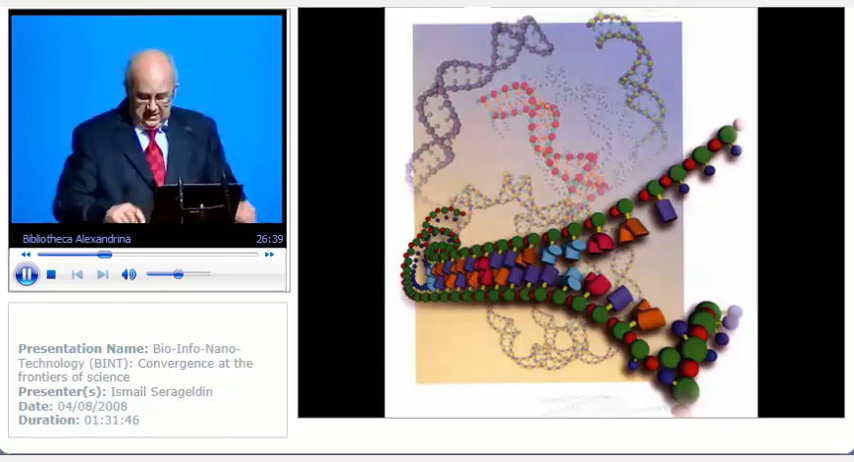 Bibliotheca Alexandrina 26:39
Presentation Name: Bio-Info-Nano-
Technology (BINT): Convergence at the
frontiers of science
Presenter(s): Ismail Serageldin
Date: 04/08/2008
Duration: 01:31:46